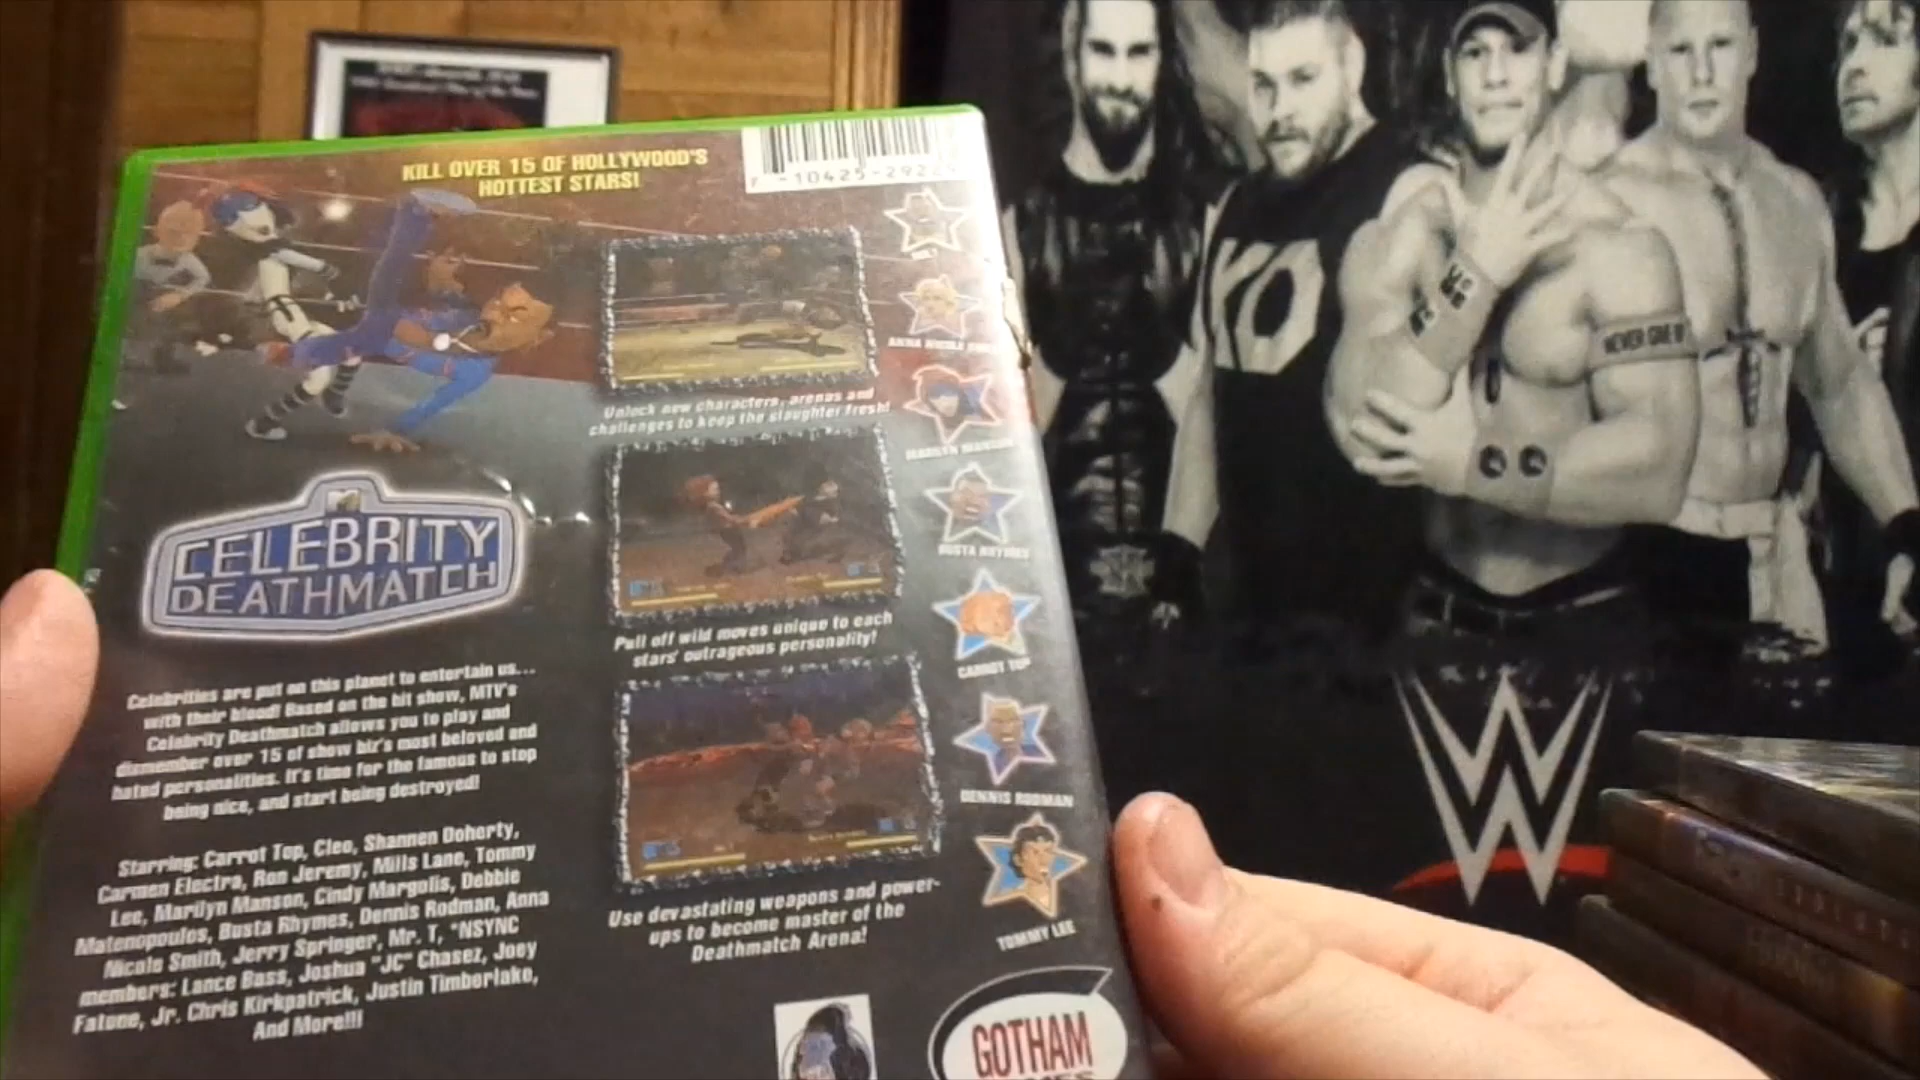 KILL OVER 15 OF HOLLYWOOD'S
HOTTEST STARS!
7 10425-2922
Unlock new characters, arenas and
challenges to keep the slaughter fresh!
CELEBRITY
DEATHMATCH
Pull off wild moves unique to each
stars' outrageous personality!
Celebrities are put on this planet to entertain us...
with their blood! Based on the hit show, MTV's
Celebrity Deathmatch allows you to play and
dismember over 15 of show biz's most beloved and
hated personalities. It's time for the famous to stop
being nice, and start being destroyed!
Starring: Carrot Top, Cleo, Shannen Doherty,
Carmen Electra, Ron Jeremy, Mills Lane, Tommy
Lee, Marilyn Manson, Cindy Margolis, Debbie
Matenopoulos, Busta Rhymes, Dennis Rodman, Anna
Nicole Smith, Jerry Springer, Mr. T, *NSYNC
members: Lance Bass, Joshua "JC" Chasez, Joey
Fatone, Jr. Chris Kirkpatrick, Justin Timberlake,
And More!!!
Use devastating weapons and power-
ups to become master of the
Deathmatch Arena!
MR. T
ANNA NICOLE SMITH
MARILYN MANSON
BUSTA RHYMES
CARROT TOP
DENNIS RODMAN
TOMMY LEE
GOTHAM
GAMES
KO
NEVER GIVE U
W